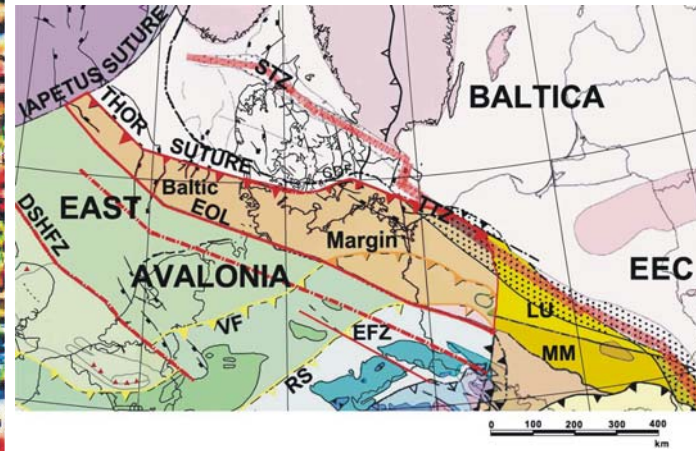 IAPETUS SUTURE
STZ
BALTICA
THOR SUTURE
Baltic
EOL
TTZ
EAST
DSHFZ
Margin
AVALONIA
EEC
VF
EFZ
LU
RS
MM
0 100 200 300 400
km